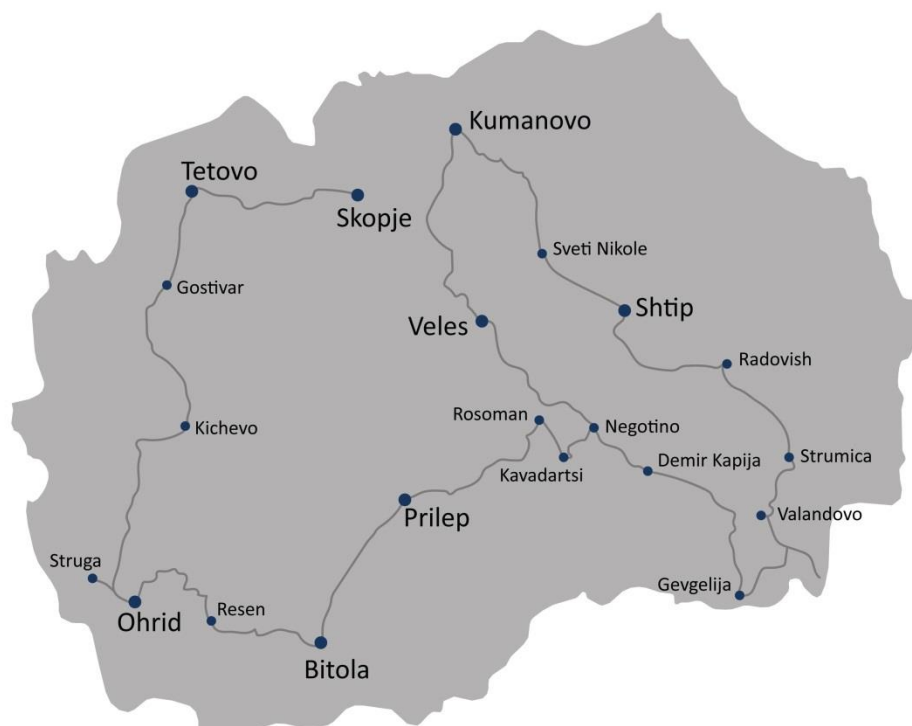 Kumanovo
Tetovo
Skopje
Sveti Nikole
Gostivar
Shtip
Veles
Radovish
Rosoman
Negotino
Kichevo
Kavadartsi
Demir Kapija
Strumica
Prilep
Valandovo
Struga
Gevgelija
Ohrid
Resen
Bitola